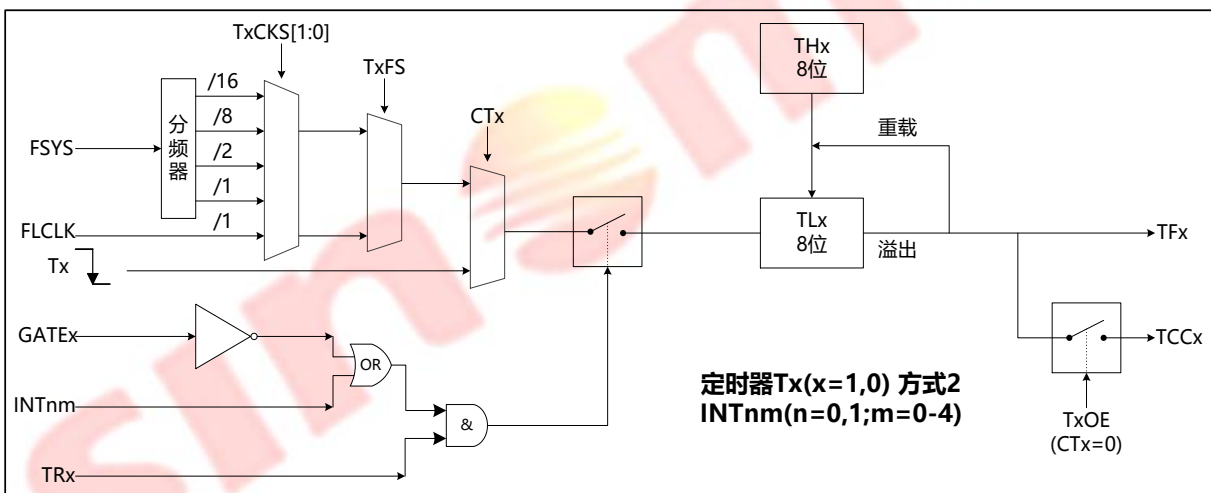 TxCKS[1:0]
TxFS
CTx
THx
8位
/16
/8
/2
/1
/1
分频器
FSYS
FLCLK
Tx
重载
TLx
8位
溢出
TFx
GATEx
OR
INTnm
&
TRx
TCCx
TxOE
(CTx=0)
定时器Tx(x=1,0) 方式2
INTnm(n=0,1;m=0-4)
sin